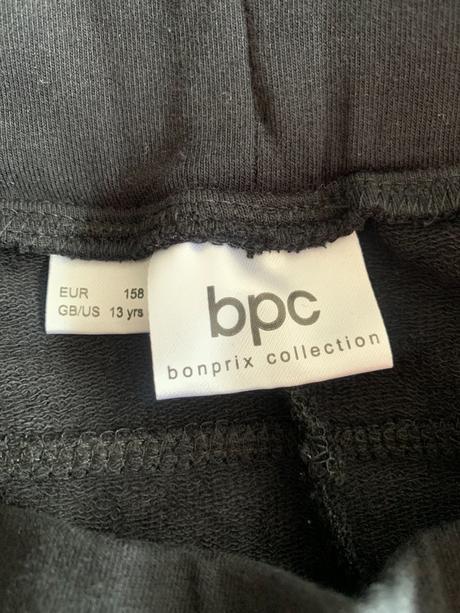 EUR 158
GB/US 13 yrs
bpc
bonprix collection